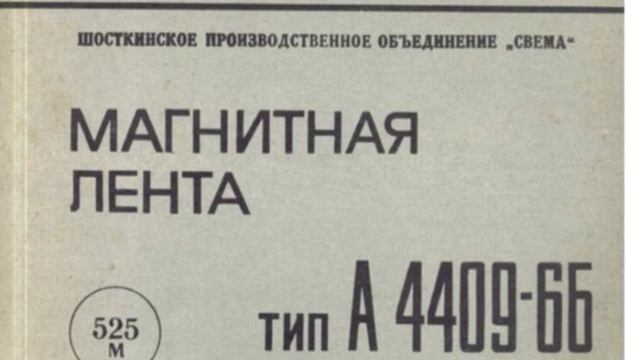 ШОСТКИНСКОЕ ПРОИЗВОДСТВЕННОЕ ОБЪЕДИНЕНИЕ „СВЕМА“
МАГНИТНАЯ
ЛЕНТА
тип А 4409-6Б
525
М